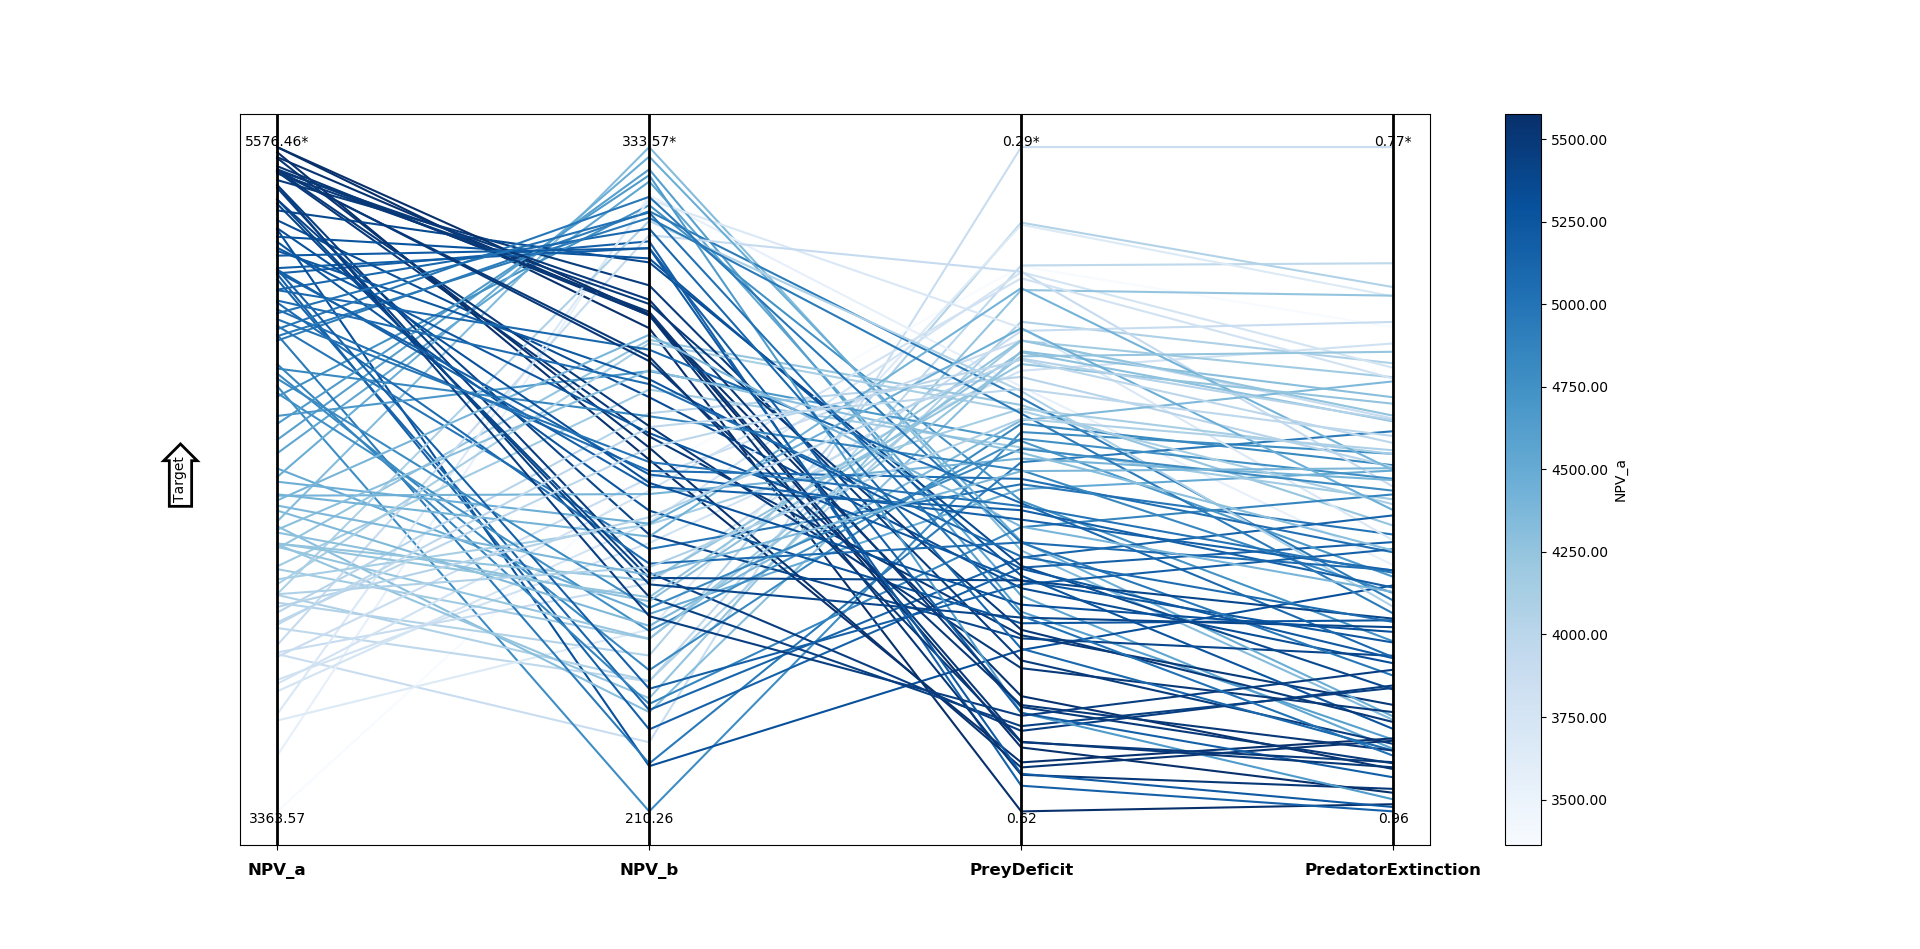 5576.46* 333.57* 0.29* 0.77*
Target
3363.57 210.26 0.62 0.96
NPV_a NPV_b PreyDeficit PredatorExtinction
5500.00
5250.00
5000.00
4750.00
4500.00
4250.00
4000.00
3750.00
3500.00
NPV_a